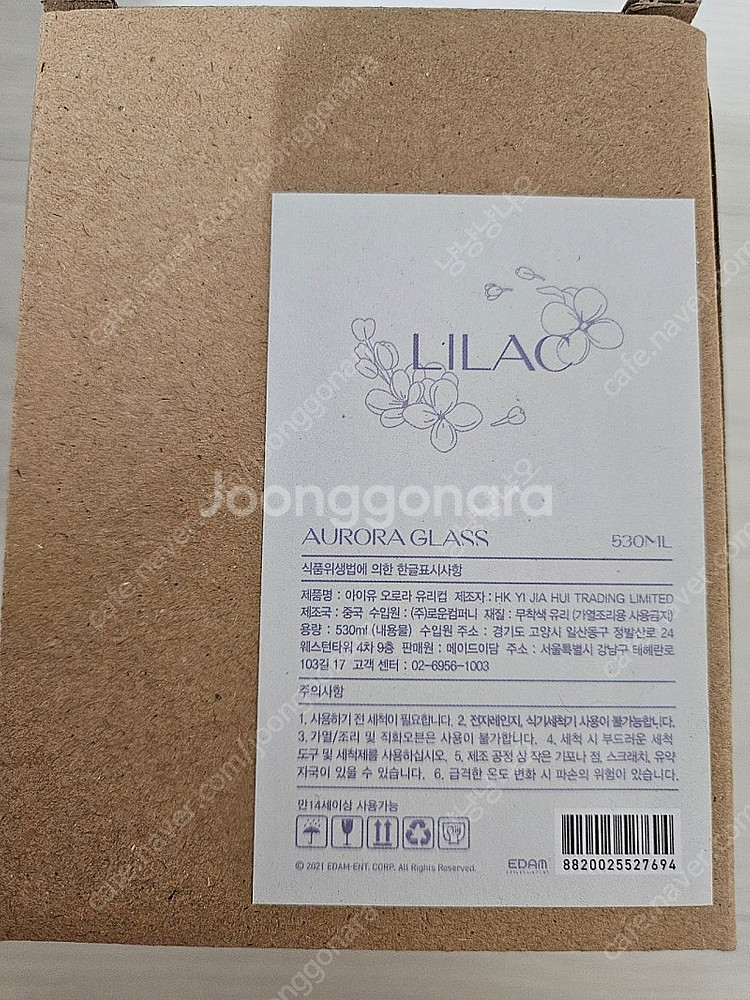 LILAC
AURORA GLASS 530ML
식품위생법에 의한 한글표시사항
제품명 : 아이유 오로라 유리컵 제조자 : HK YI JIA HUI TRADING LIMITED
제조국 : 중국 수입원 : (주)로운컴퍼니 재질 : 무착색 유리 (가열조리용 사용금지)
용량 : 530ml (내용물) 수입원 주소 : 경기도 고양시 일산동구 정발산로 24
웨스턴타워 4차 9층 판매원 : 메이드이담 주소 : 서울특별시 강남구 테헤란로
103길 17 고객 센터 : 02-6956-1003
주의사항
1. 사용하기 전 세척이 필요합니다. 2. 전자레인지, 식기세척기 사용이 불가능합니다.
3. 가열/조리 및 직화오븐은 사용이 불가합니다. 4. 세척 시 부드러운 세척
도구 및 세척제를 사용하십시오. 5. 제조 공정 상 작은 기포나 점, 스크래치, 유약
자국이 있을 수 있습니다. 6. 급격한 온도 변화 시 파손의 위험이 있습니다.
만14세이상 사용가능
© 2021 EDAM-ENT. CORP. All Rights Reserved.
EDAM
8820025527694
Joonggonara
cafe.naver.com/joonggonara
냥냥냥나오